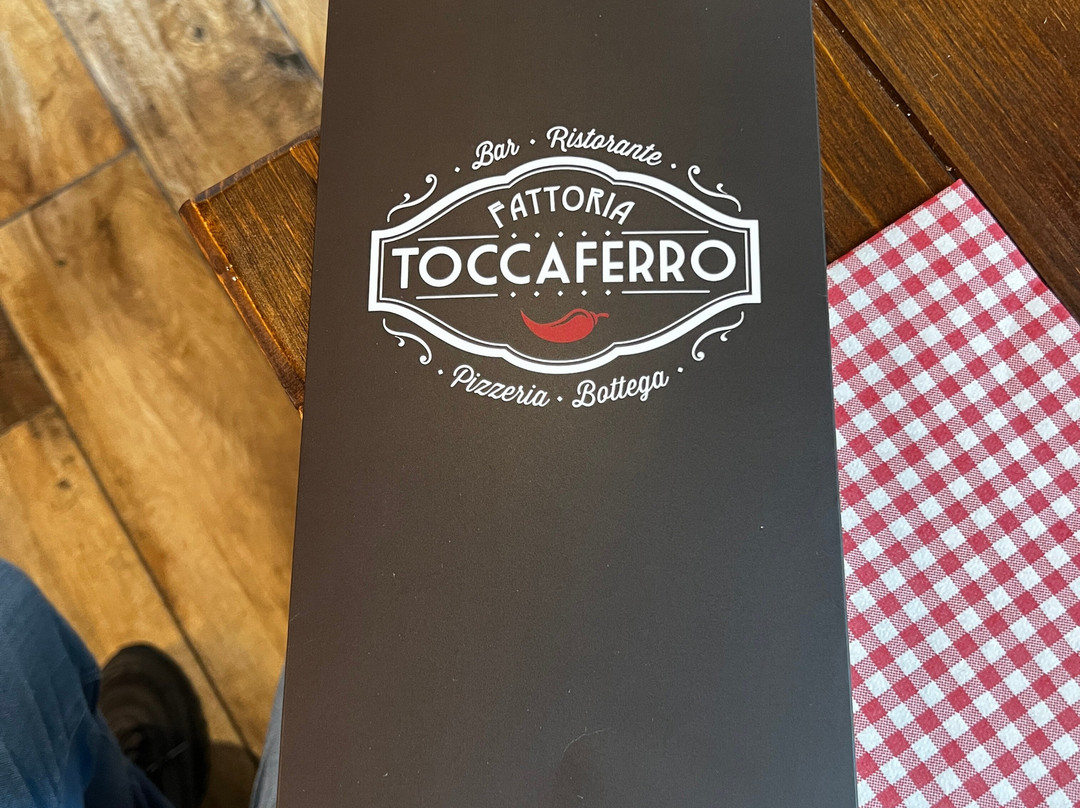 · Bar · Ristorante ·
FATTORIA
TOCCAFERRO
· Pizzeria · Bottega ·